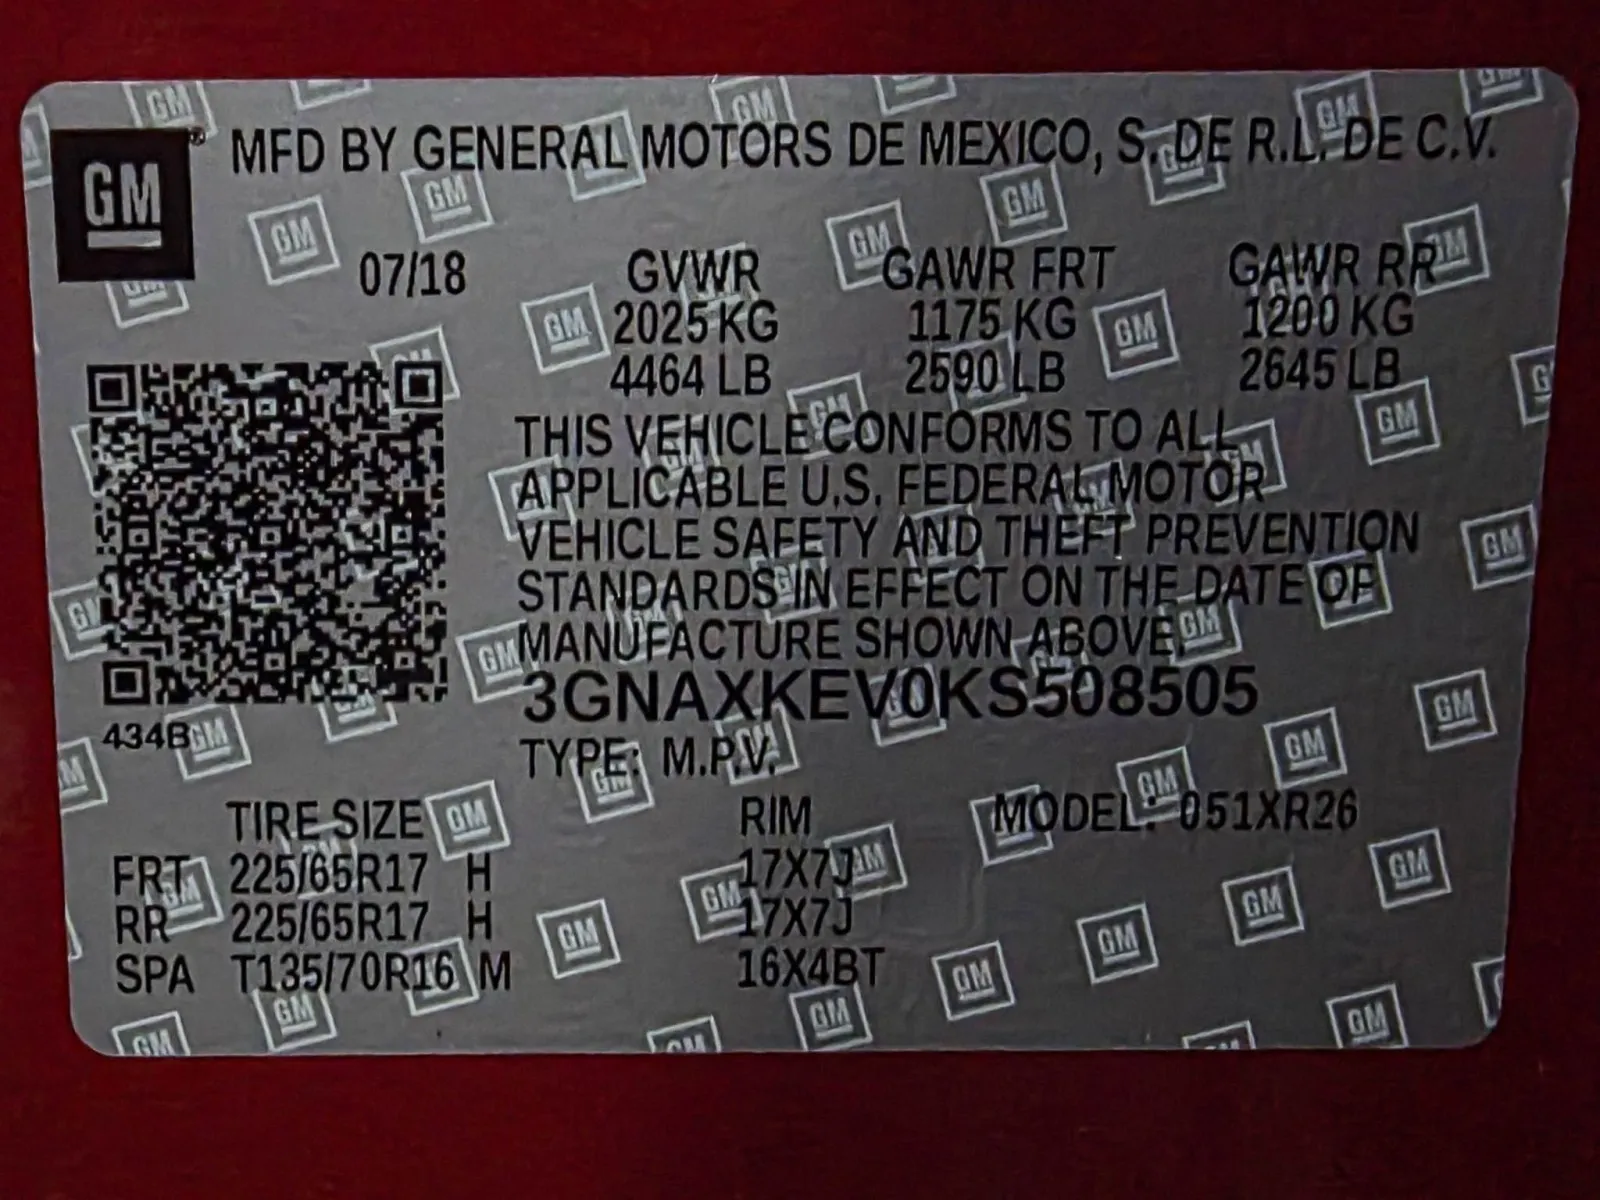 GM
MFD BY GENERAL MOTORS DE MEXICO, S. DE R.L. DE C.V.
07/18 GVWR GAWR FRT GAWR RR
2025 KG 1175 KG 1200 KG
4464 LB 2590 LB 2645 LB
THIS VEHICLE CONFORMS TO ALL
APPLICABLE U.S. FEDERAL MOTOR
VEHICLE SAFETY AND THEFT PREVENTION
STANDARDS IN EFFECT ON THE DATE OF
MANUFACTURE SHOWN ABOVE.
3GNAXKEV0KS508505
434B
TYPE: M.P.V.
TIRE SIZE RIM MODEL: 051XR26
FRT 225/65R17 H 17X7J
RR 225/65R17 H 17X7J
SPA T135/70R16 M 16X4BT